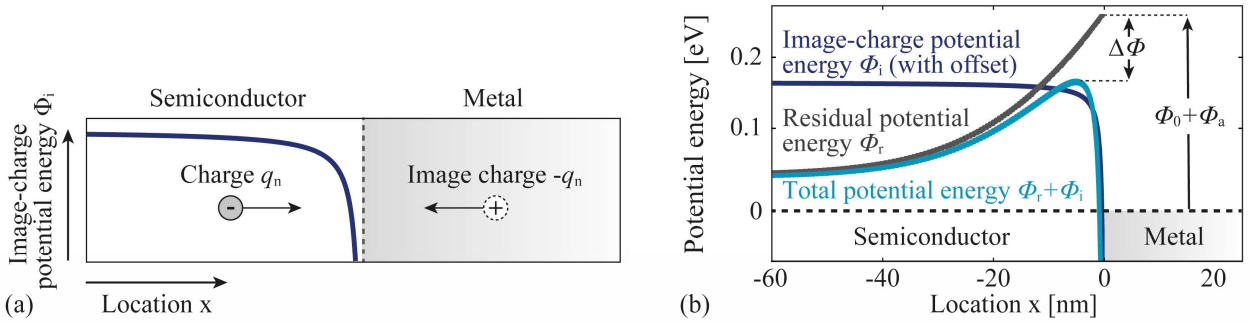 Image-charge
potential energy Φi
Semiconductor
Metal
Charge qn
Image charge -qn
-
+
Location x
(a)
Potential energy [eV]
0.2
0.1
0
Image-charge potential
energy Φi (with offset)
Residual potential
energy Φr
Total potential energy Φr+Φi
ΔΦ
Φ0+Φa
Semiconductor
Metal
-60
-40
-20
0
20
Location x [nm]
(b)